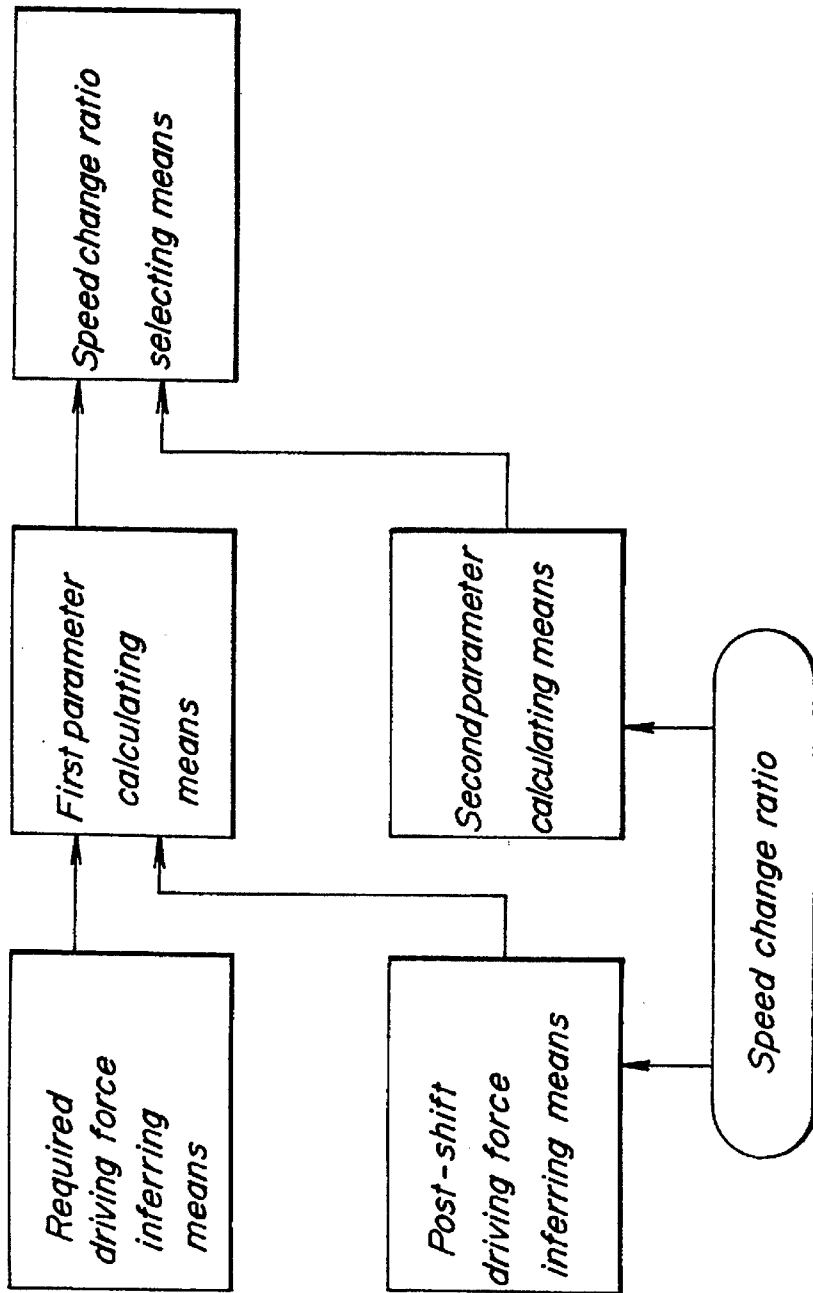 Required
driving force
inferring
means
First parameter
calculating
means
Speed change ratio
selecting means
Post-shift
driving force
inferring means
Second parameter
calculating means
Speed change ratio